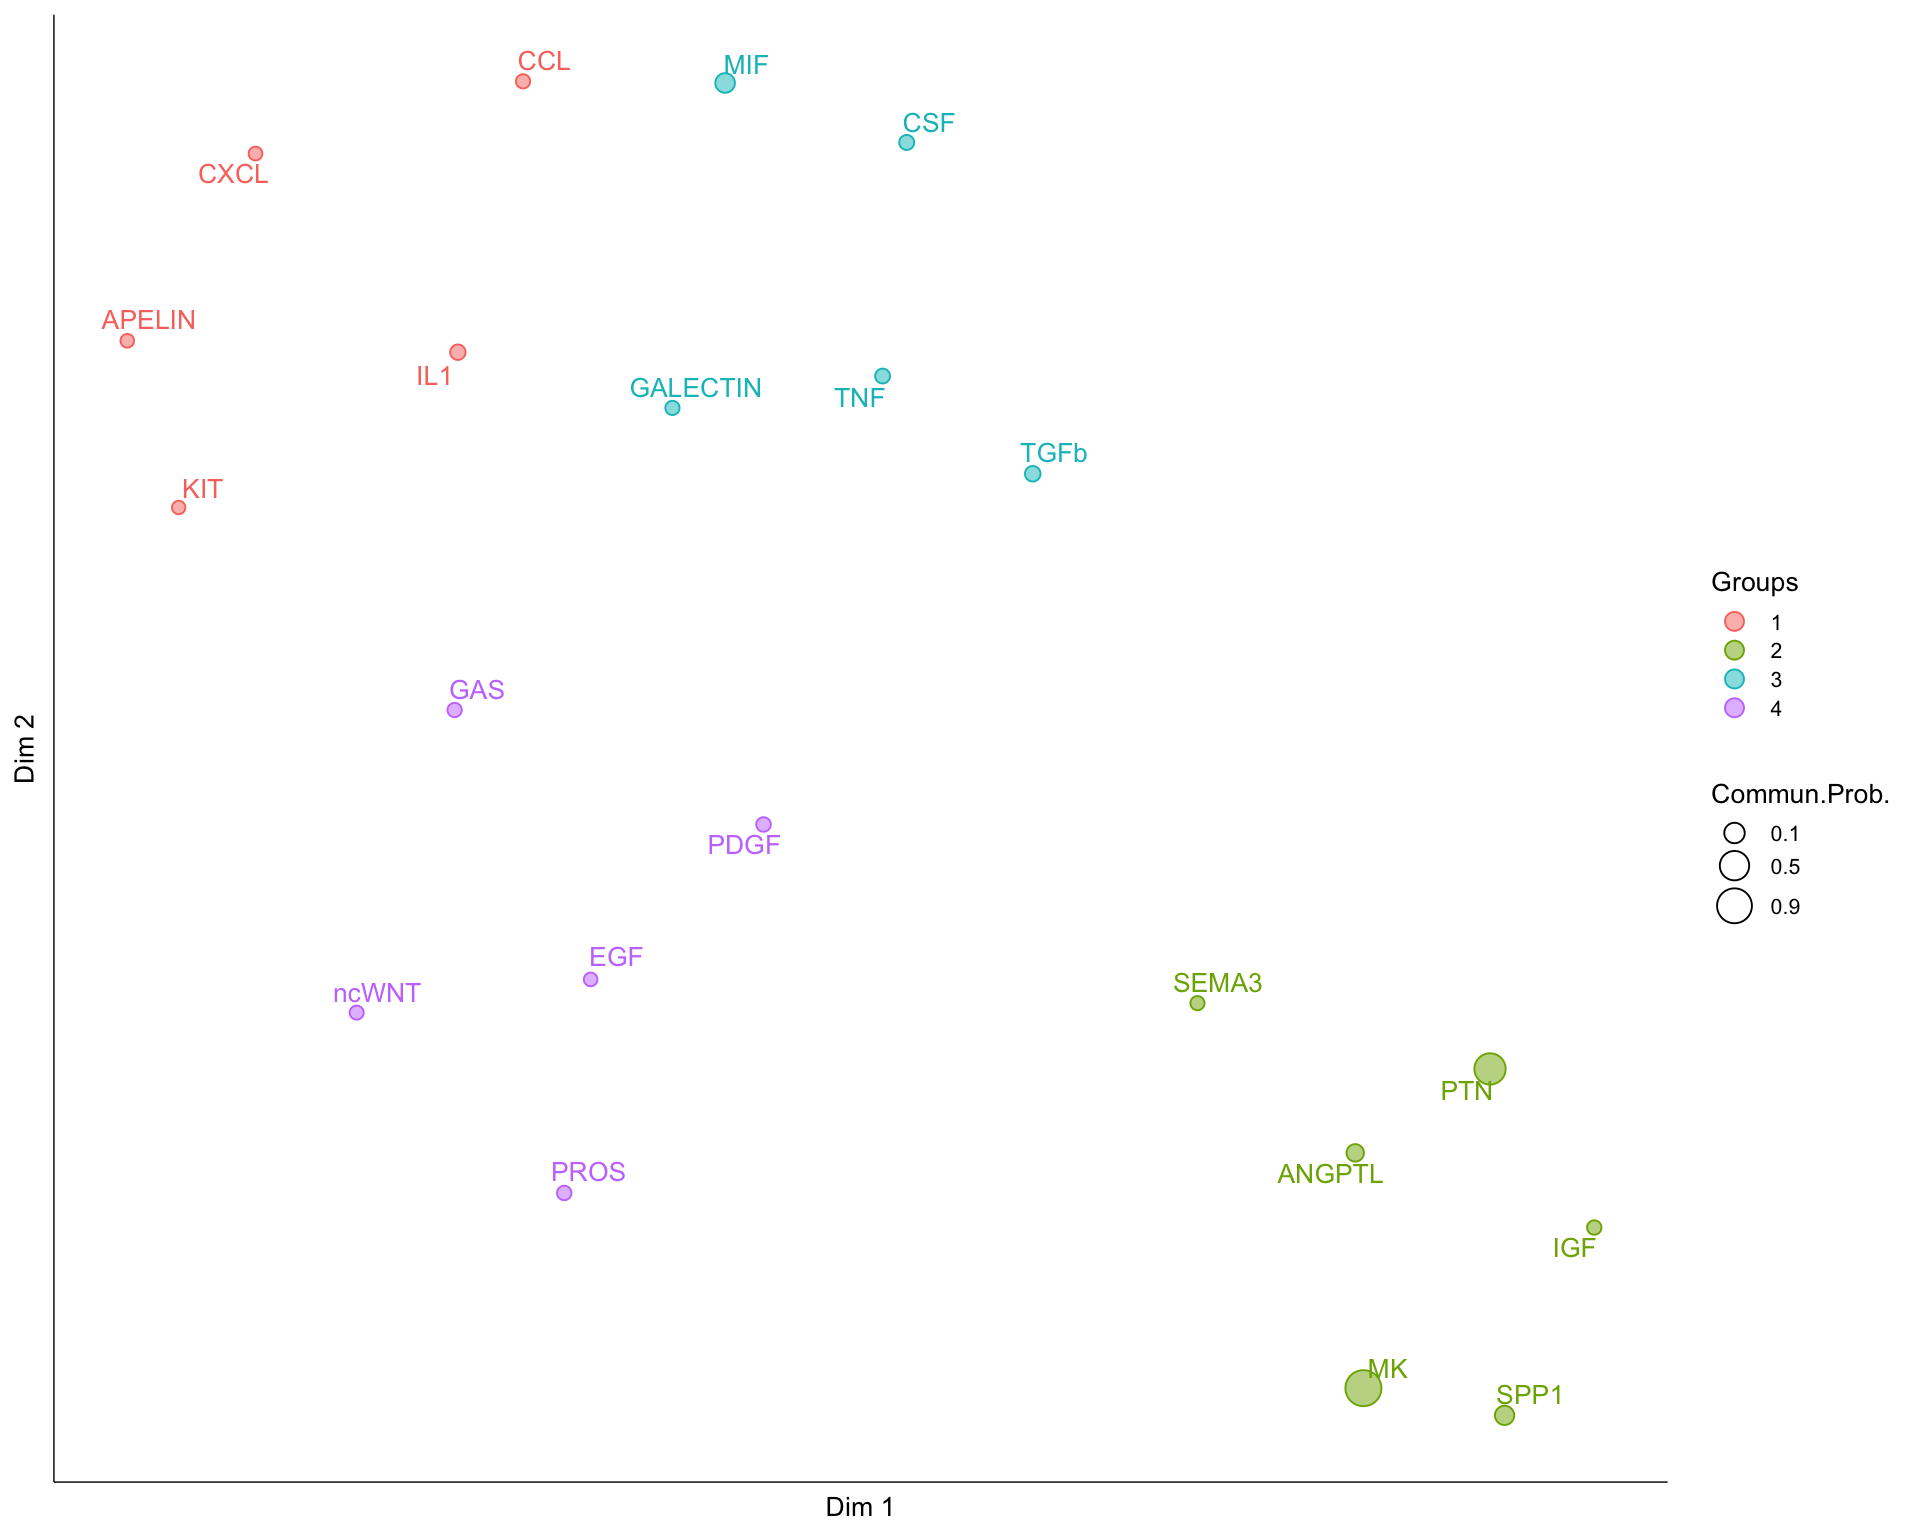 CCL
MIF
CSF
CXCL
APELIN
IL1
GALECTIN
TNF
TGFb
KIT
GAS
PDGF
EGF
ncWNT
SEMA3
PTN
ANGPTL
PROS
IGF
MK
SPP1
Dim 2
Dim 1
Groups
1
2
3
4
Commun.Prob.
0.1
0.5
0.9